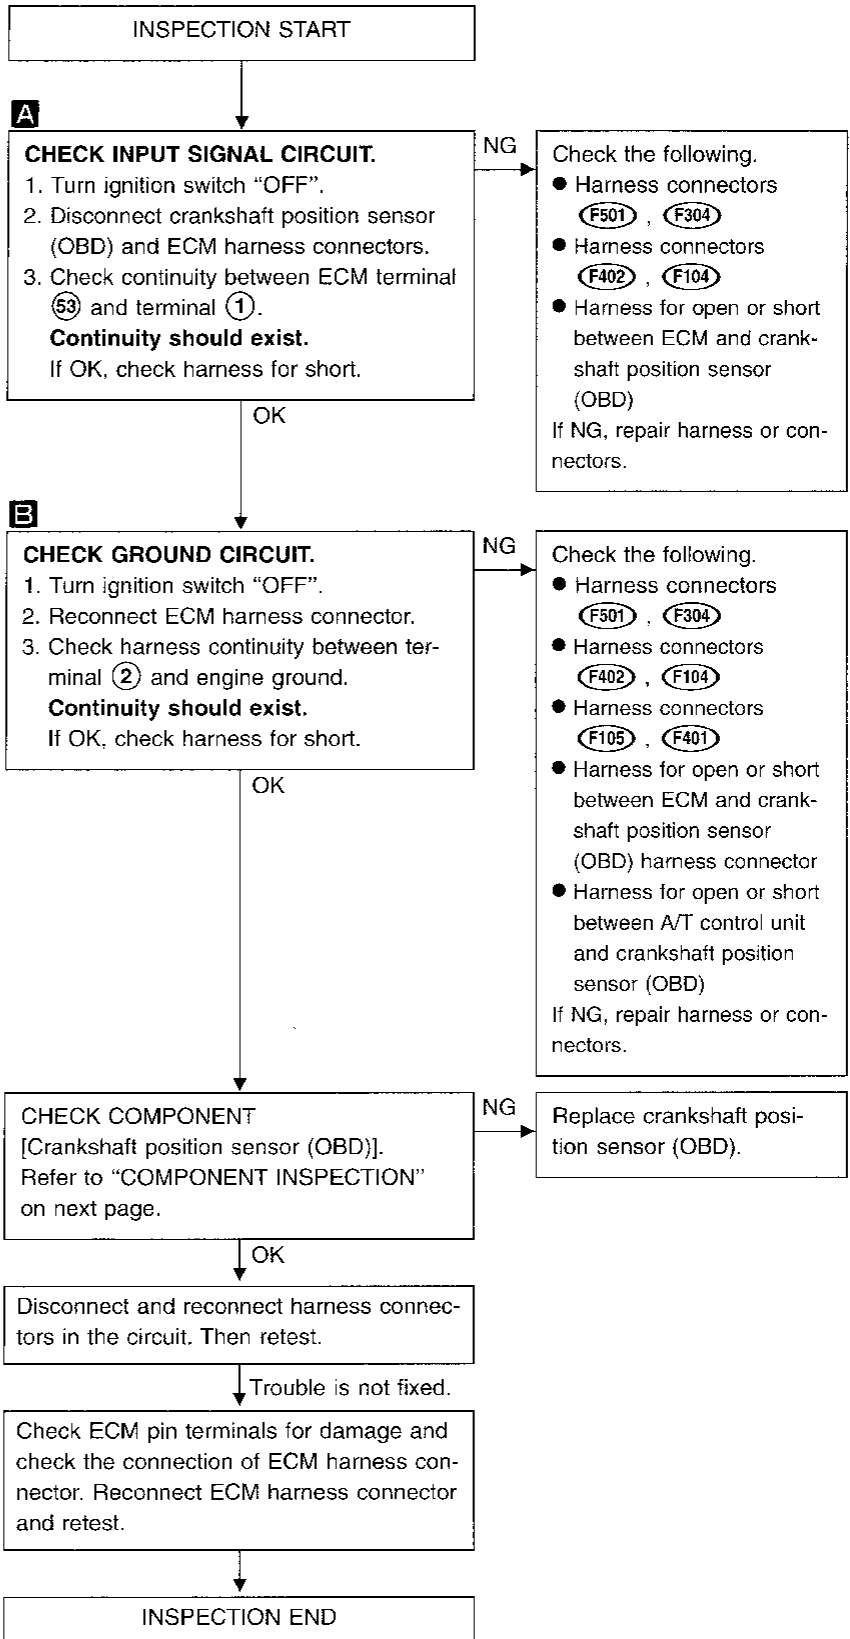 INSPECTION START
A
CHECK INPUT SIGNAL CIRCUIT.
1. Turn ignition switch “OFF”.
2. Disconnect crankshaft position sensor
(OBD) and ECM harness connectors.
3. Check continuity between ECM terminal
53 and terminal 1.
Continuity should exist.
If OK, check harness for short.
NG
Check the following.
● Harness connectors
F501 , F304
● Harness connectors
F402 , F104
● Harness for open or short
between ECM and crank-
shaft position sensor
(OBD)
If NG, repair harness or con-
nectors.
OK
B
CHECK GROUND CIRCUIT.
1. Turn ignition switch “OFF”.
2. Reconnect ECM harness connector.
3. Check harness continuity between ter-
minal 2 and engine ground.
Continuity should exist.
If OK, check harness for short.
NG
Check the following.
● Harness connectors
F501 , F304
● Harness connectors
F402 , F104
● Harness connectors
F105 , F401
● Harness for open or short
between ECM and crank-
shaft position sensor
(OBD) harness connector
● Harness for open or short
between A/T control unit
and crankshaft position
sensor (OBD)
If NG, repair harness or con-
nectors.
OK
CHECK COMPONENT
[Crankshaft position sensor (OBD)].
Refer to “COMPONENT INSPECTION”
on next page.
NG
Replace crankshaft posi-
tion sensor (OBD).
OK
Disconnect and reconnect harness connec-
tors in the circuit. Then retest.
Trouble is not fixed.
Check ECM pin terminals for damage and
check the connection of ECM harness con-
nector. Reconnect ECM harness connector
and retest.
INSPECTION END